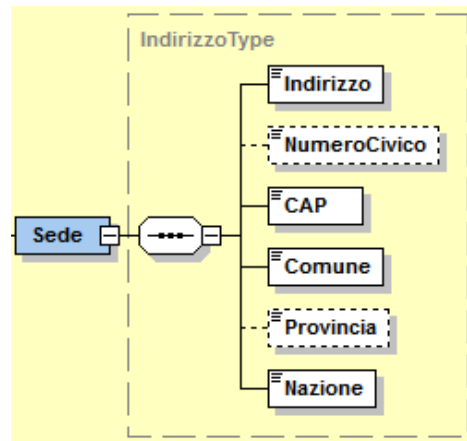 IndirizzoType
Indirizzo
NumeroCivico
CAP
Sede
Comune
Provincia
Nazione